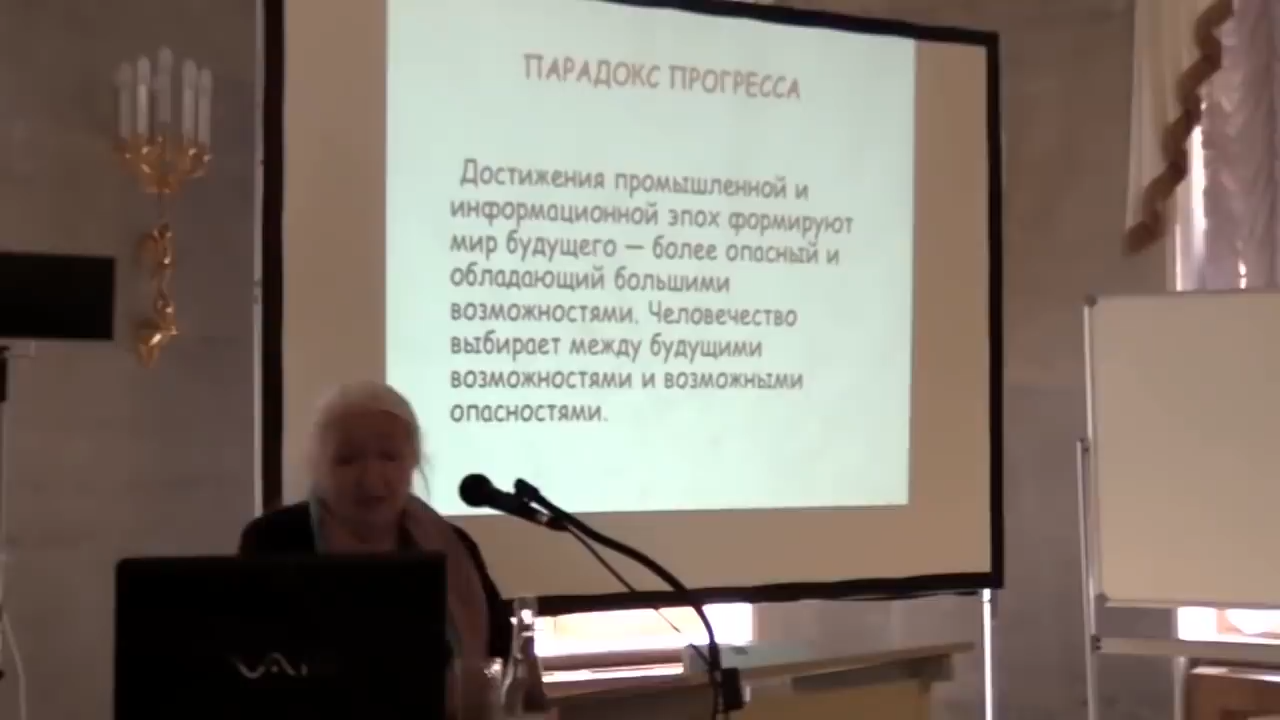 ПАРАДОКС ПРОГРЕССА
Достижения промышленной и
информационной эпох формируют
мир будущего — более опасный и
обладающий большими
возможностями. Человечество
выбирает между будущими
возможностями и возможными
опасностями.